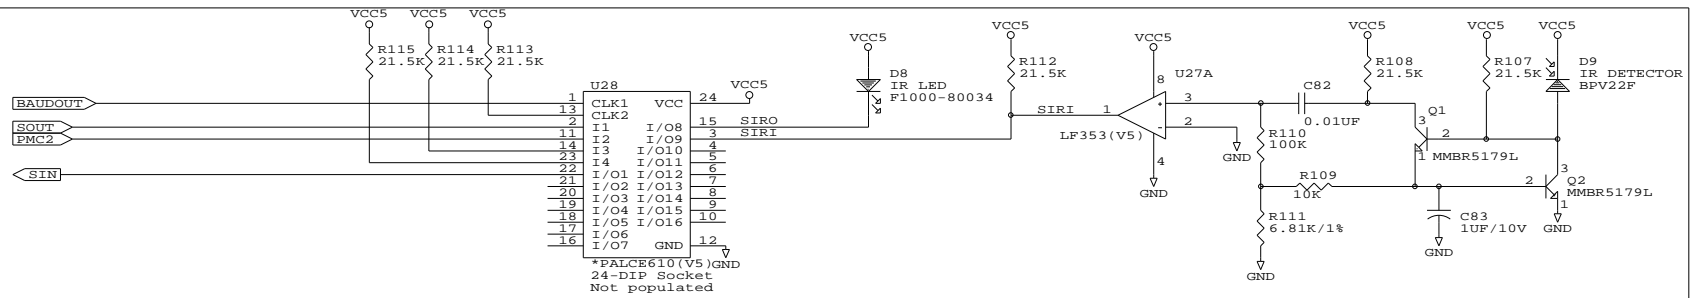 VCC5 VCC5 VCC5
R115 21.5K
R114 21.5K
R113 21.5K
BAUDOUT
SOUT
PMC2
SIN
U28
1 CLK1
13 CLK2
2 I1
11 I2
14 I3
23 I4
22 I/O1
21 I/O2
20 I/O3
19 I/O4
18 I/O5
17 I/O6
16 I/O7
VCC 24
I/O8 15
I/O9 3
I/O10 4
I/O11 5
I/O12 6
I/O13 7
I/O14 8
I/O15 9
I/O16 10
GND 12
*PALCE610(V5)
24-DIP Socket
Not populated
GND
VCC5
SIRO
SIRI
VCC5
D8
IR LED
F1000-80034
VCC5
R112
21.5K
SIRI
VCC5
8
U27A
1
+
3
-
2
LF353(V5)
4
GND
GND
C82
0.01UF
R110
100K
R109
10K
R111
6.81K/1%
GND
VCC5
R108
21.5K
Q1
3
2
1
MMBR5179L
C83
1UF/10V
GND
VCC5
R107
21.5K
VCC5
D9
IR DETECTOR
BPV22F
3
2
Q2
MMBR5179L
1
GND